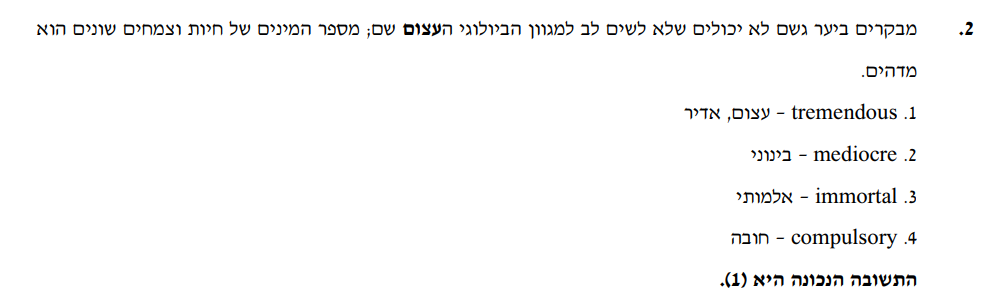 2. מבקרים ביער גשם לא יכולים שלא לשים לב למגוון הביולוגי העצום שם; מספר המינים של חיות וצמחים שונים הוא
מדהים.
1. tremendous – עצום, אדיר
2. mediocre – בינוני
3. immortal – אלמותי
4. compulsory – חובה
התשובה הנכונה היא (1).